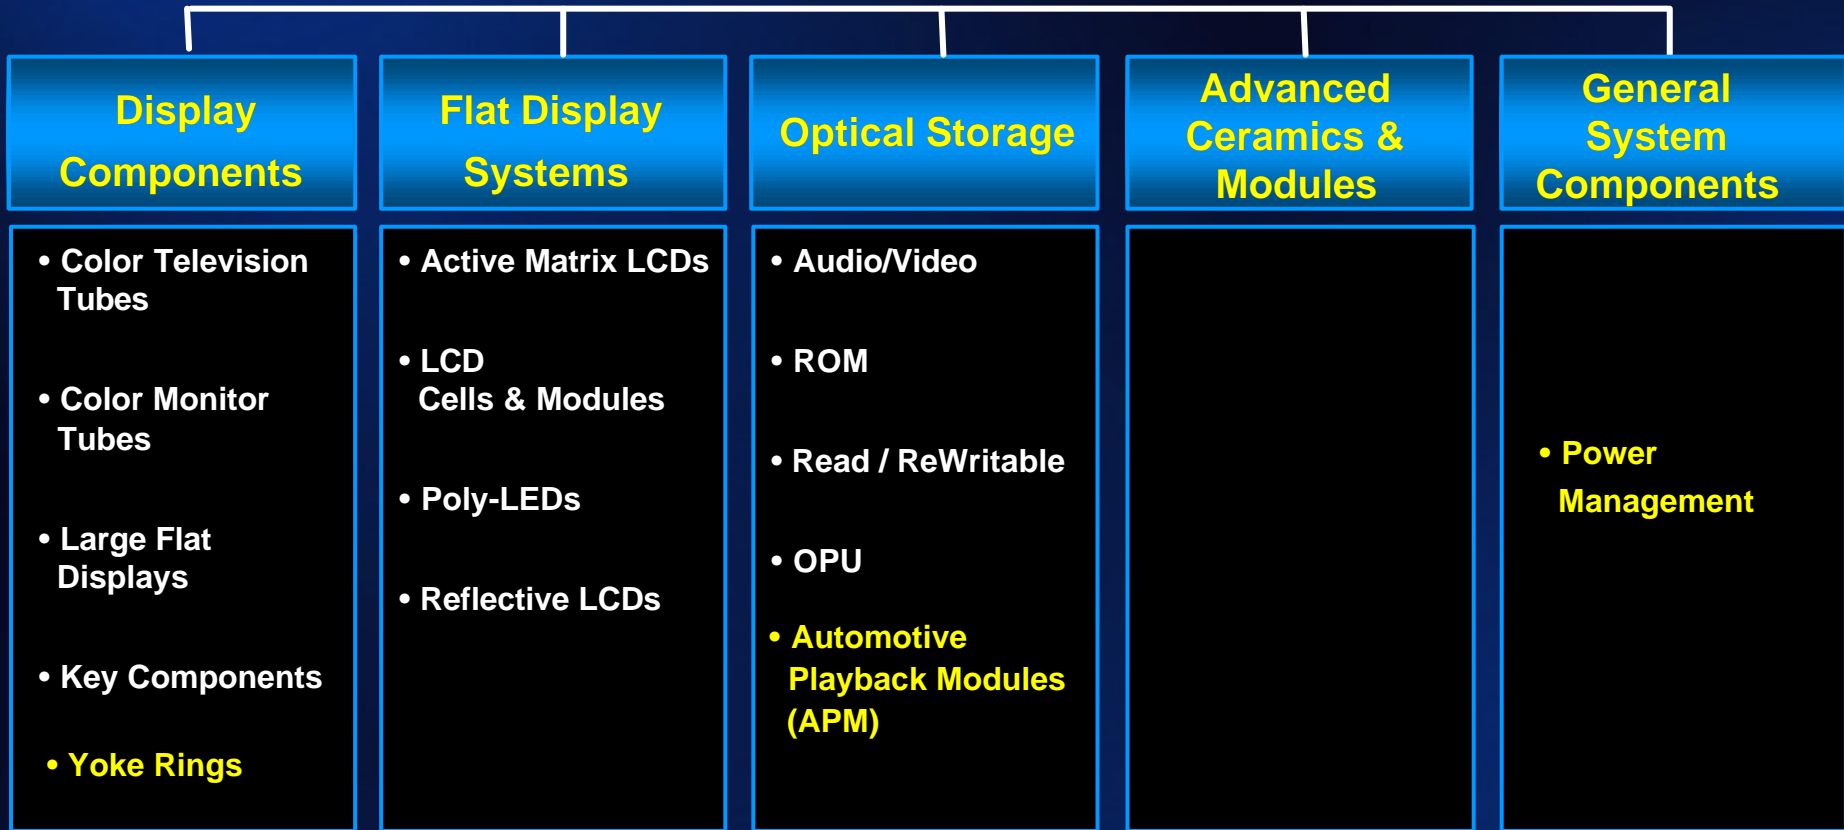 Display
Components
Flat Display
Systems
Optical Storage
Advanced
Ceramics &
Modules
General
System
Components
• Color Television
Tubes
• Color Monitor
Tubes
• Large Flat
Displays
• Key Components
• Yoke Rings
• Active Matrix LCDs
• LCD
Cells & Modules
• Poly-LEDs
• Reflective LCDs
• Audio/Video
• ROM
• Read / ReWritable
• OPU
• Automotive
Playback Modules
(APM)
• Power
Management